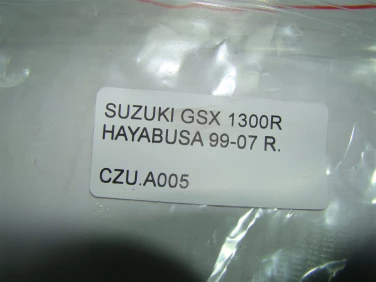 SUZUKI GSX 1300R
HAYABUSA 99-07 R.
CZU.A005